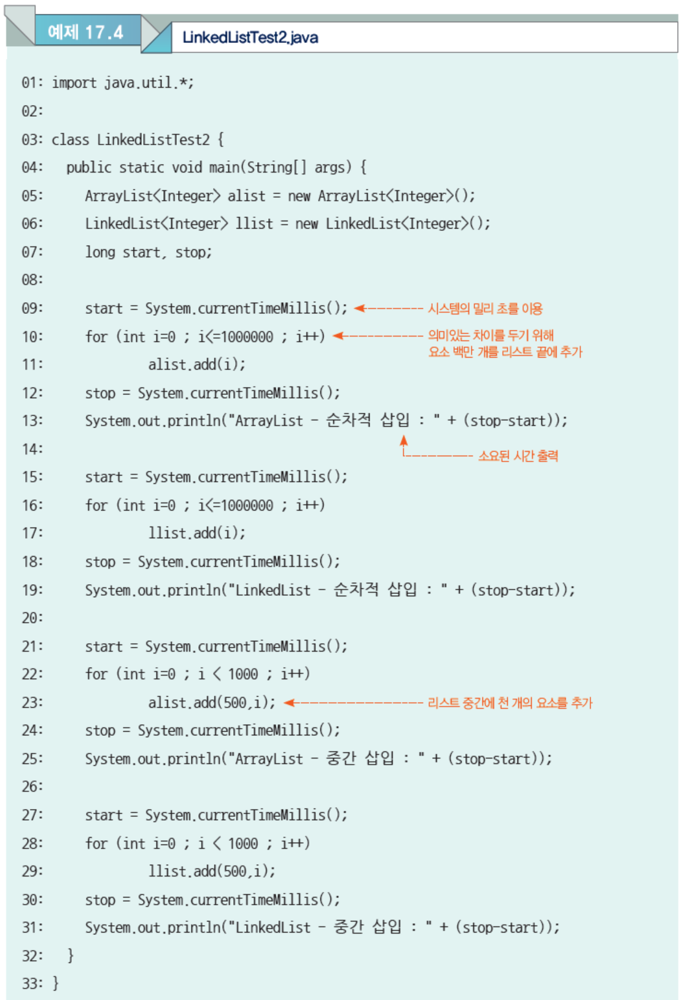 예제 17.4
LinkedListTest2.java
01: import java.util.*;
02:
03: class LinkedListTest2 {
04: public static void main(String[] args) {
05: ArrayList<Integer> alist = new ArrayList<Integer>();
06: LinkedList<Integer> llist = new LinkedList<Integer>();
07: long start, stop;
08:
09: start = System.currentTimeMillis(); 시스템의 밀리 초를 이용
10: for (int i=0 ; i<=1000000 ; i++) 의미있는 차이를 두기 위해
요소 백만 개를 리스트 끝에 추가
11: alist.add(i);
12: stop = System.currentTimeMillis();
13: System.out.println("ArrayList - 순차적 삽입 : " + (stop-start));
14:
소요된 시간 출력
15: start = System.currentTimeMillis();
16: for (int i=0 ; i<=1000000 ; i++)
17: llist.add(i);
18: stop = System.currentTimeMillis();
19: System.out.println("LinkedList - 순차적 삽입 : " + (stop-start));
20:
21: start = System.currentTimeMillis();
22: for (int i=0 ; i < 1000 ; i++)
23: alist.add(500,i); 리스트 중간에 천 개의 요소를 추가
24: stop = System.currentTimeMillis();
25: System.out.println("ArrayList - 중간 삽입 : " + (stop-start));
26:
27: start = System.currentTimeMillis();
28: for (int i=0 ; i < 1000 ; i++)
29: llist.add(500,i);
30: stop = System.currentTimeMillis();
31: System.out.println("LinkedList - 중간 삽입 : " + (stop-start));
32: }
33: }